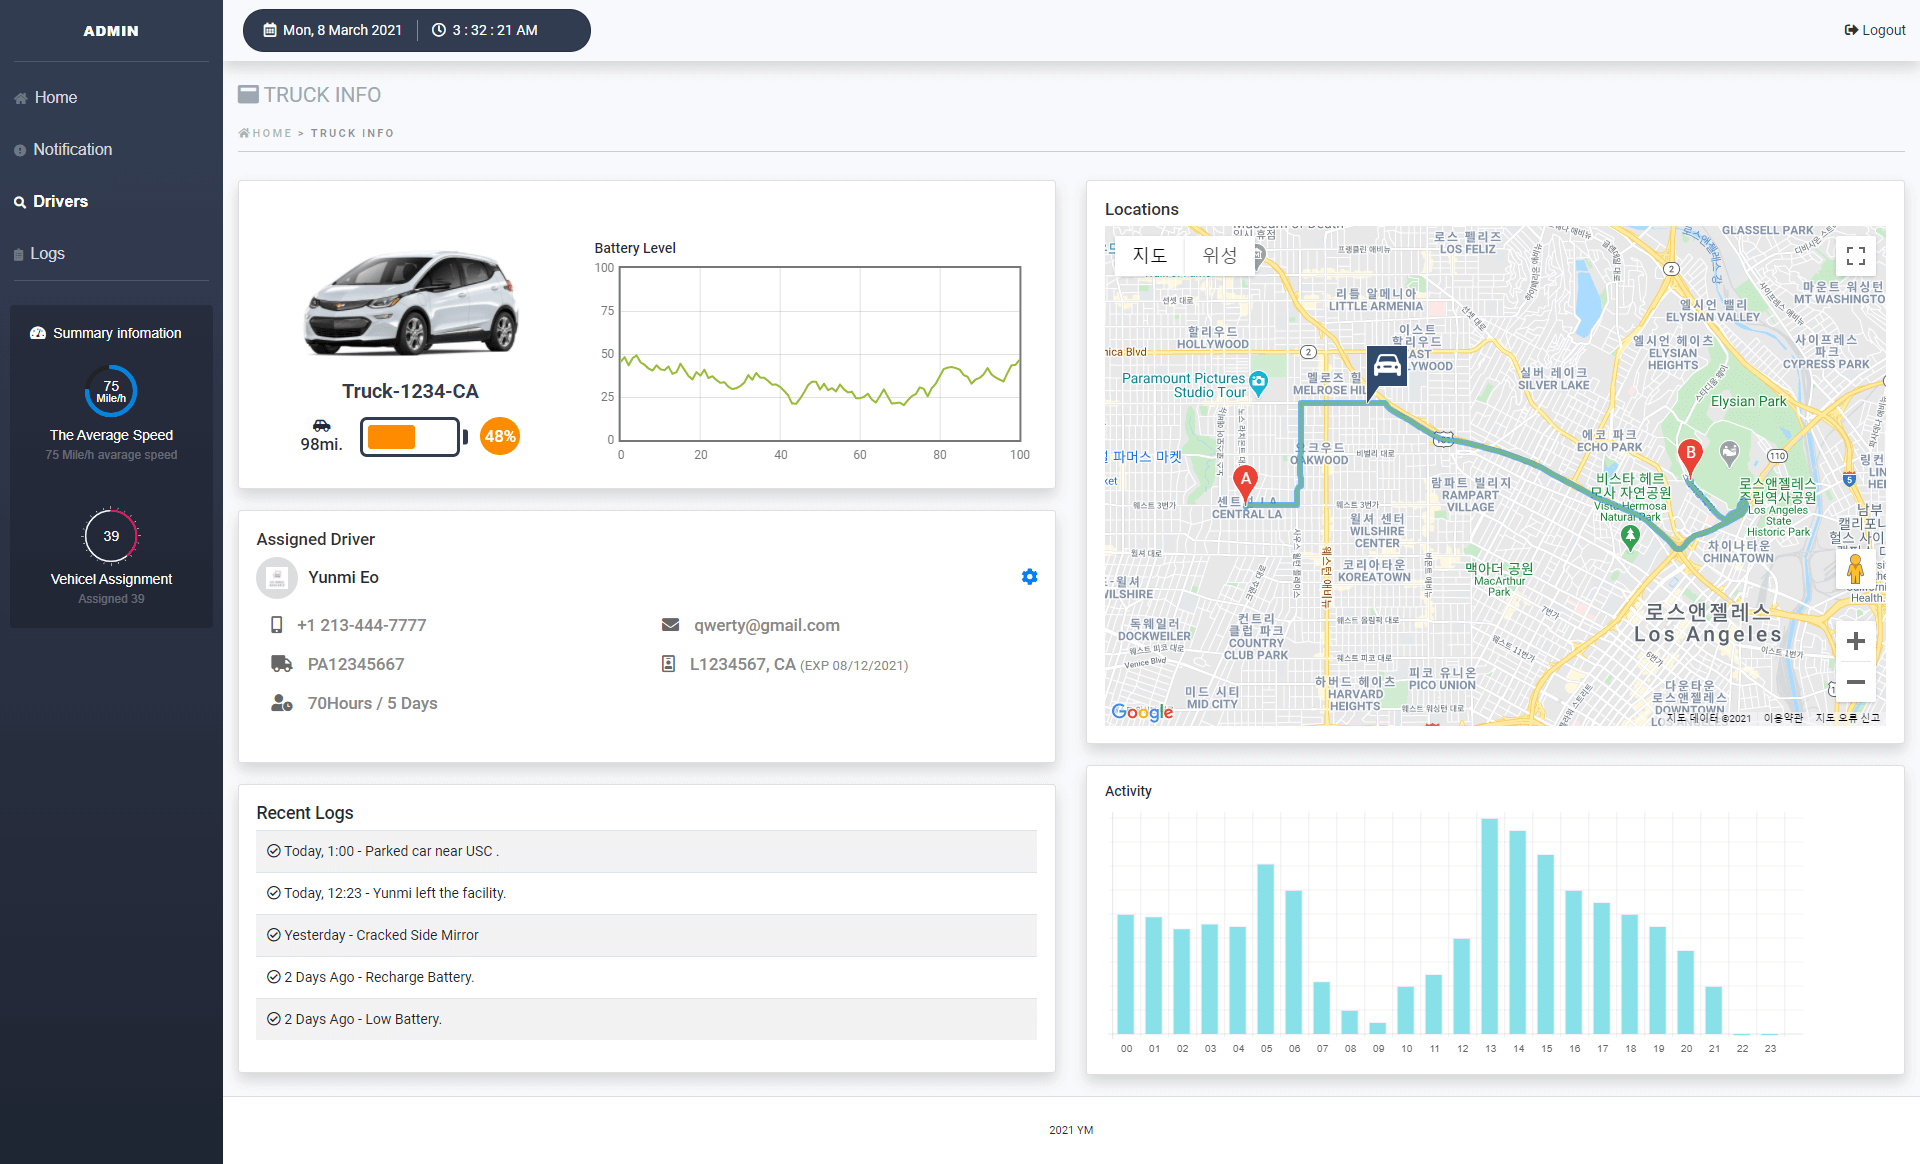 ADMIN
Mon, 8 March 2021
3 : 32 : 21 AM
Logout
Home
Notification
Drivers
Logs
Summary infomation
75
Mile/h
The Average Speed
75 Mile/h avarage speed
39
Vehicel Assignment
Assigned 39
TRUCK INFO
HOME > TRUCK INFO
Truck-1234-CA
98mi.
48%
Battery Level
100
75
50
25
0
0 20 40 60 80 100
Assigned Driver
Yunmi Eo
+1 213-444-7777
qwerty@gmail.com
PA12345667
L1234567, CA (EXP 08/12/2021)
70Hours / 5 Days
Recent Logs
Today, 1:00 - Parked car near USC .
Today, 12:23 - Yunmi left the facility.
Yesterday - Cracked Side Mirror
2 Days Ago - Recharge Battery.
2 Days Ago - Low Battery.
Locations
지도
위성
로스 펠리즈
LOS FELIZ
GLASSELL PARK
마운트 워싱턴
MT WASHINGTO
리틀 알메니아
LITTLE ARMENIA
엘시언 밸리
ELYSIAN VALLEY
할리우드
HOLLYWOOD
이스트
할리우드
엘시언 헤이츠
ELYSIAN
HEIGHTS
사이프레스
파크
CYPRESS PARK
nica Blvd
2
2
Paramount Pictures
Studio Tour
멜로즈 힐
MELROSE HIL
실버 레이크
SILVER LAKE
Elysian Park
오크우드
OAKWOOD
에코 파크
ECHO PARK
파머스 마켓
A
B
110
5
센트럴 LA
CENTRAL LA
람파트 빌리지
RAMPART
VILLAGE
비스타 헤르
모사 자연공원
Vista Hermosa
Natural Park
로스앤젤레스
주립역사공원
Los Angeles
State
Historic Park
윌셔 센터
WILSHIRE
CENTER
차이나타운
CHINATOWN
코리아타운
KOREATOWN
맥아더 공원
MacArthur
Park
독웨일러
DOCKWEILER
컨트리
클럽 파크
COUNTRY
CLUB PARK
로스앤젤레스
Los Angeles
Venice Blvd
미드 시티
MID CITY
하버드 헤이츠
HARVARD
HEIGHTS
피코 유니온
PICO UNION
다운타운
로스앤젤레스
DOWNTOWN
Google
지도 데이터 ©2021
이용약관
지도 오류 신고
Activity
00 01 02 03 04 05 06 07 08 09 10 11 12 13 14 15 16 17 18 19 20 21 22 23
2021 YM